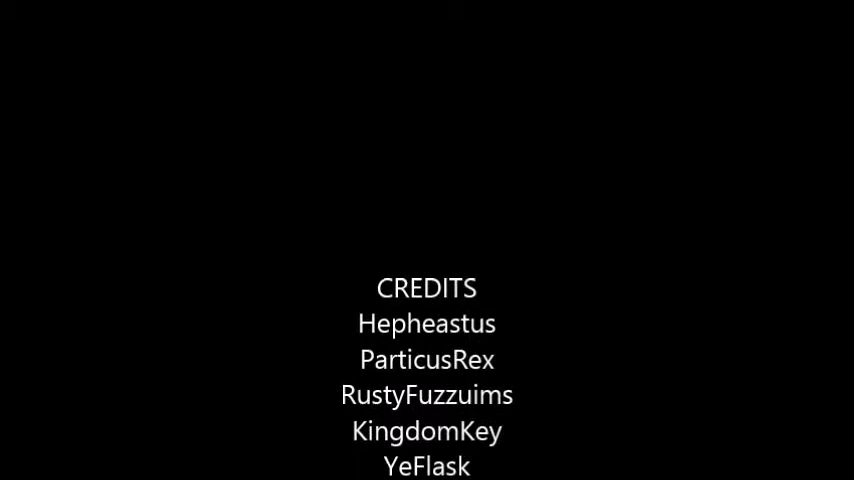 CREDITS
Hepheastus
ParticusRex
RustyFuzzuims
KingdomKey
YeFlask